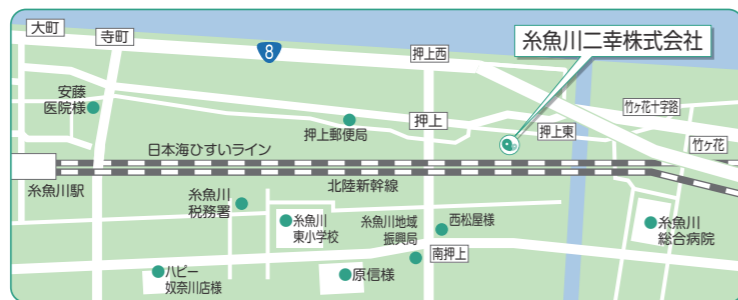 大町
寺町
8
押上西
糸魚川二幸株式会社
安藤
医院様
竹ヶ花十字路
押上郵便局
押上
押上東
竹ヶ花
日本海ひすいライン
糸魚川駅
北陸新幹線
糸魚川
税務署
糸魚川
東小学校
糸魚川地域
振興局
西松屋様
糸魚川
総合病院
南押上
ハピー
奴奈川店様
原信様